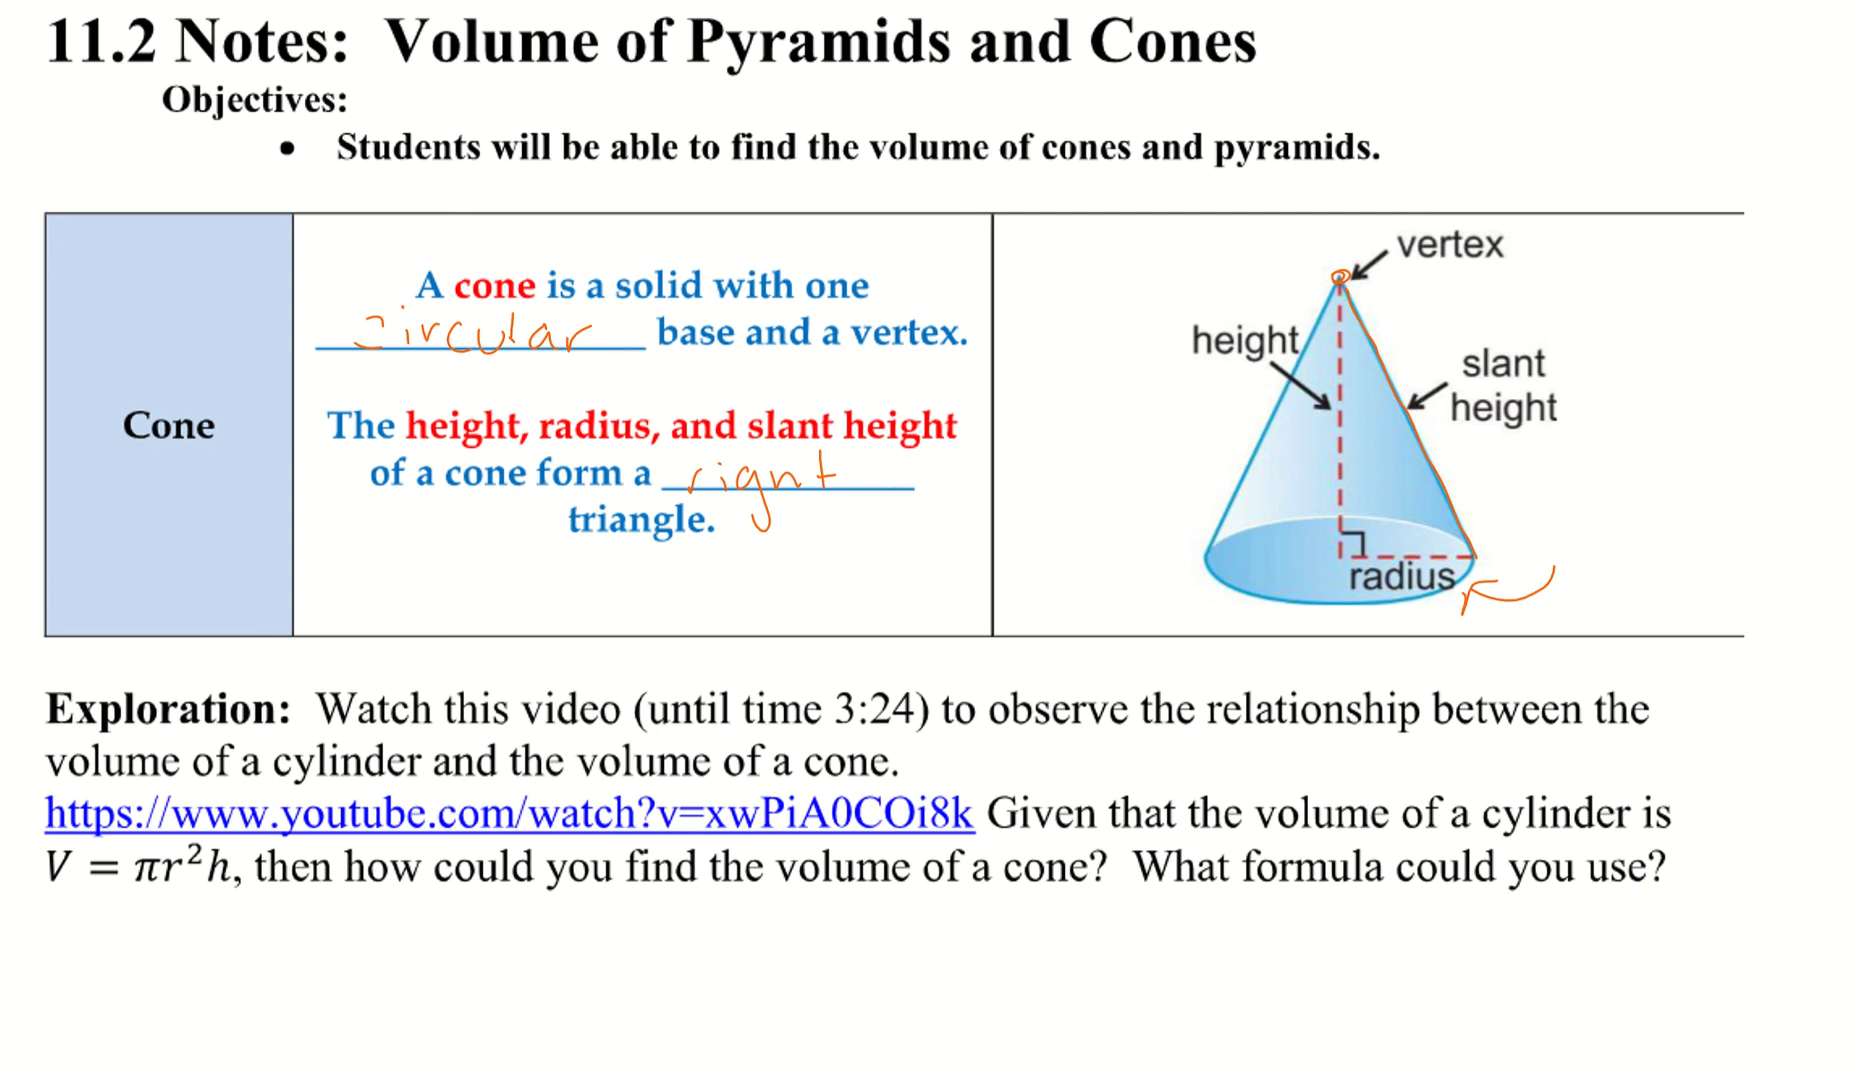 11.2 Notes: Volume of Pyramids and Cones
Objectives:
• Students will be able to find the volume of cones and pyramids.
Cone
A cone is a solid with one
circular base and a vertex.
The height, radius, and slant height
of a cone form a right
triangle.
vertex
height
slant
height
radius
Exploration: Watch this video (until time 3:24) to observe the relationship between the
volume of a cylinder and the volume of a cone.
https://www.youtube.com/watch?v=xwPiA0COi8k Given that the volume of a cylinder is
V = πr²h, then how could you find the volume of a cone? What formula could you use?